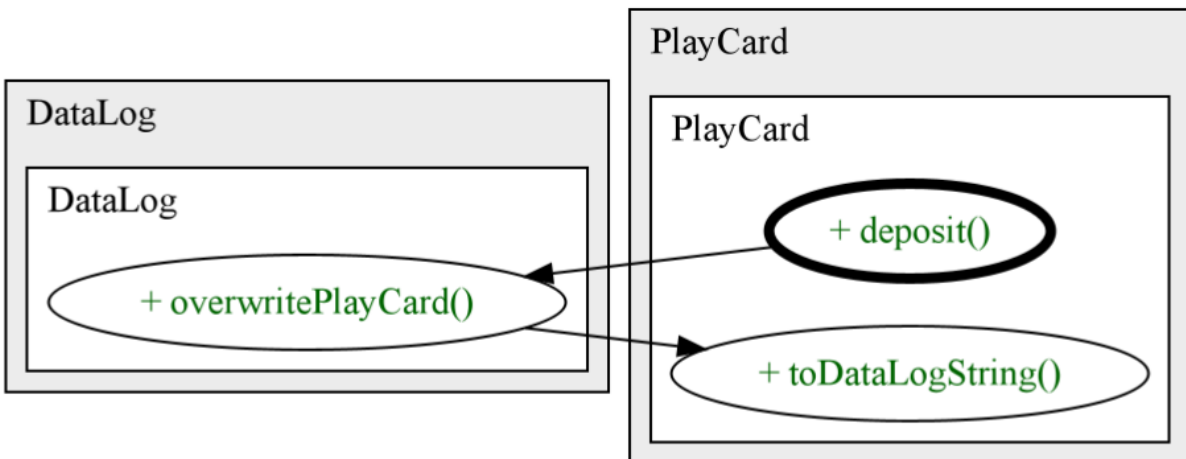 DataLog
DataLog
+ overwritePlayCard()
PlayCard
PlayCard
+ deposit()
+ toDataLogString()